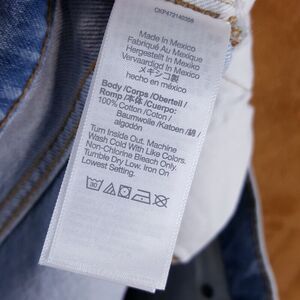 CKP472140358
Made In Mexico
Fabriqué Au Mexique
Hergestellt in Mexiko
Vervaardigd In Mexico
メキシコ製
hecho en méxico
Body /Corps /Oberteil /
Romp /本体 /Cuerpo:
100% Cotton /Coton /
Baumwolle /Katoen /綿 /
algodón
Turn Inside Out. Machine
Wash Cold With Like Colors.
Non-Chlorine Bleach Only.
Tumble Dry Low. Iron On
Lowest Setting.